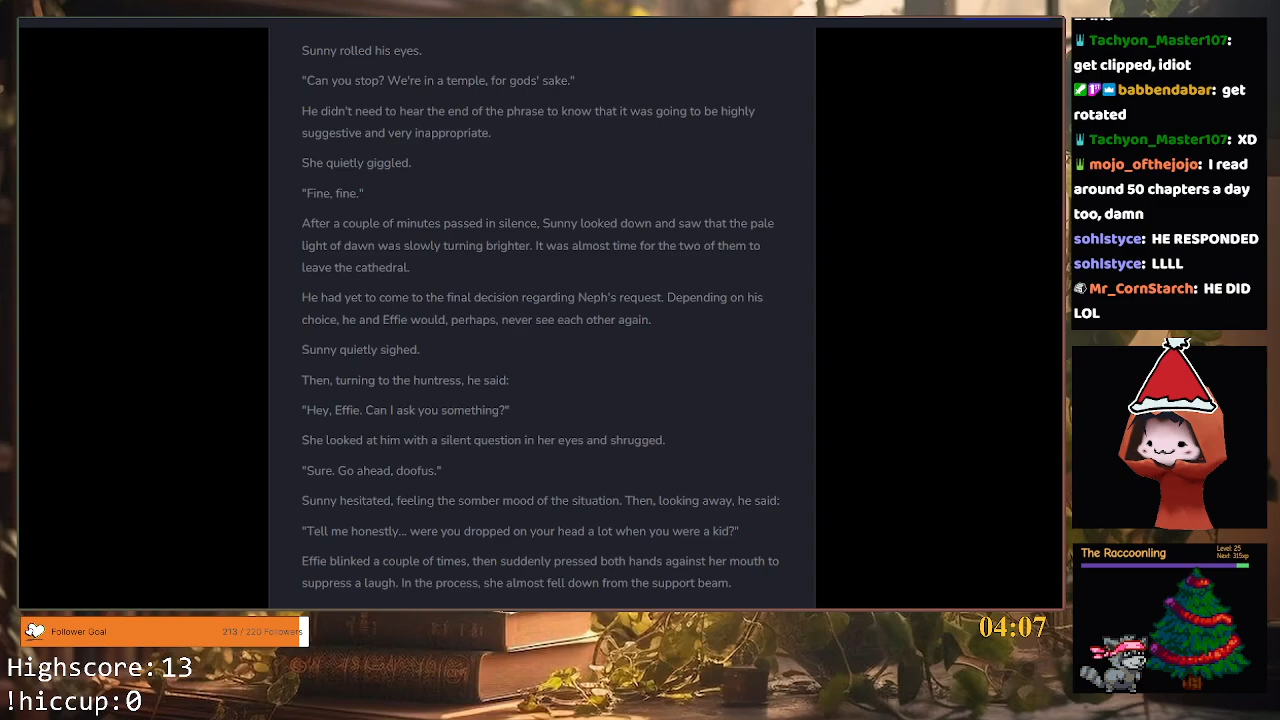 Sunny rolled his eyes.
"Can you stop? We're in a temple, for gods' sake."
He didn't need to hear the end of the phrase to know that it was going to be highly
suggestive and very inappropriate.
She quietly giggled.
"Fine, fine."
After a couple of minutes passed in silence, Sunny looked down and saw that the pale
light of dawn was slowly turning brighter. It was almost time for the two of them to
leave the cathedral.
He had yet to come to the final decision regarding Neph's request. Depending on his
choice, he and Effie would, perhaps, never see each other again.
Sunny quietly sighed.
Then, turning to the huntress, he said:
"Hey, Effie. Can I ask you something?"
She looked at him with a silent question in her eyes and shrugged.
"Sure. Go ahead, doofus."
Sunny hesitated, feeling the somber mood of the situation. Then, looking away, he said:
"Tell me honestly... were you dropped on your head a lot when you were a kid?"
Effie blinked a couple of times, then suddenly pressed both hands against her mouth to
suppress a laugh. In the process, she almost fell down from the support beam.
Tachyon_Master107:
get clipped, idiot
babbendabar: get
rotated
Tachyon_Master107: XD
mojo_ofthejojo: I read
around 50 chapters a day
too, damn
sohlstyce: HE RESPONDED
sohlstyce: LLLL
Mr_CornStarch: HE DID
LOL
The Raccoonling
Level: 25
Next: 315xp
Follower Goal
213 / 220 Followers
04:07
Highscore:13
!hiccup:0